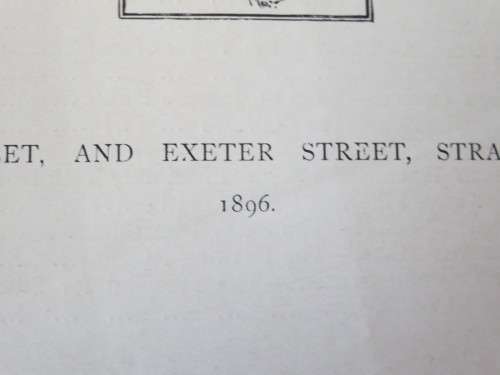 ET, AND EXETER STREET, STRA
1896.